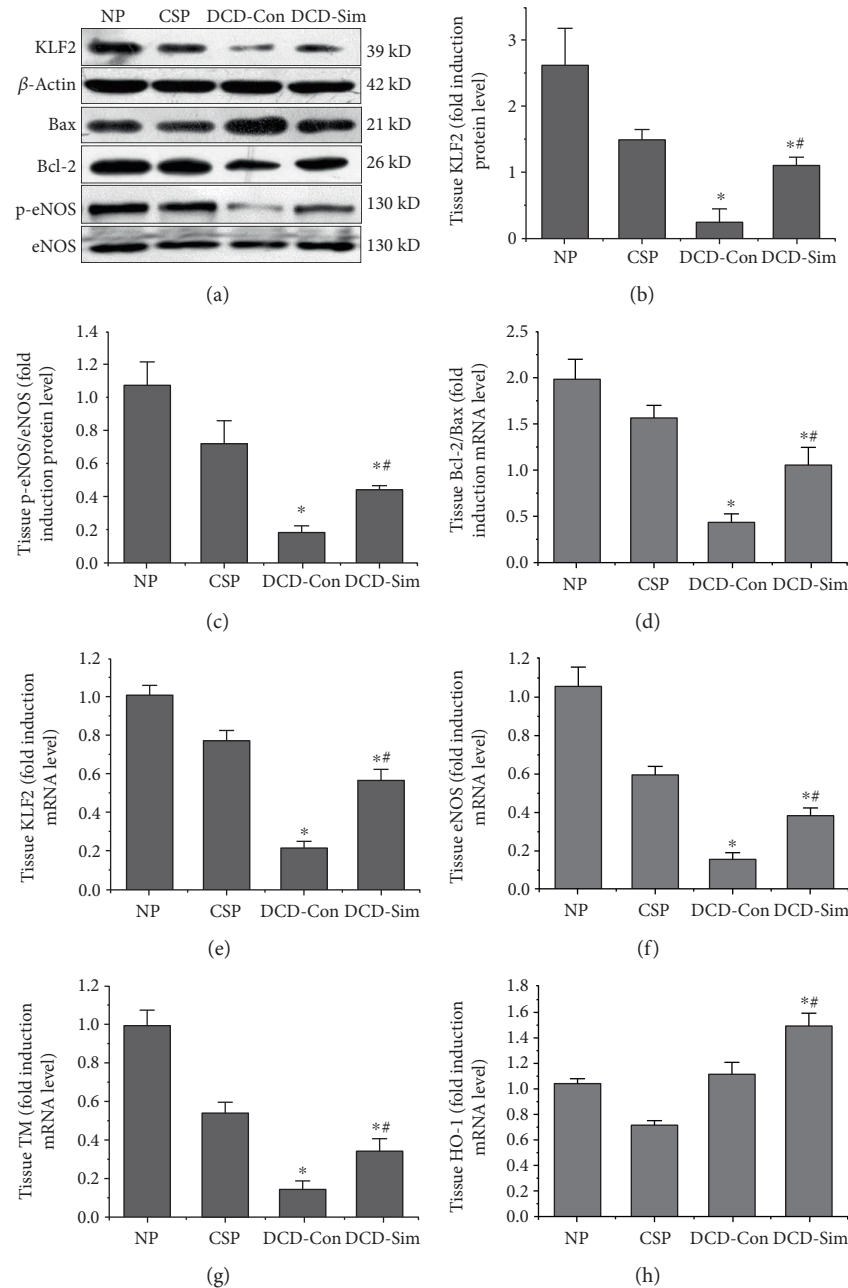 NP CSP DCD-Con DCD-Sim
KLF2 39 kD
β-Actin 42 kD
Bax 21 kD
Bcl-2 26 kD
p-eNOS 130 kD
eNOS 130 kD
(a)
Tissue KLF2 (fold induction
protein level)
3
2
1
0
*
*#
NP CSP DCD-Con DCD-Sim
(b)
Tissue p-eNOS/eNOS (fold
induction protein level)
1.4
1.2
1.0
0.8
0.6
0.4
0.2
0.0
*
*#
NP CSP DCD-Con DCD-Sim
(c)
Tissue Bcl-2/Bax (fold
induction mRNA level)
2.5
2.0
1.5
1.0
0.5
0.0
*
*#
NP CSP DCD-Con DCD-Sim
(d)
Tissue KLF2 (fold induction
mRNA level)
1.2
1.0
0.8
0.6
0.4
0.2
0.0
*
*#
NP CSP DCD-Con DCD-Sim
(e)
Tissue eNOS (fold induction
mRNA level)
1.2
1.0
0.8
0.6
0.4
0.2
0.0
*
*#
NP CSP DCD-Con DCD-Sim
(f)
Tissue TM (fold induction
mRNA level)
1.2
1.0
0.8
0.6
0.4
0.2
0.0
*
*#
NP CSP DCD-Con DCD-Sim
(g)
Tissue HO-1 (fold induction
mRNA level)
1.8
1.6
1.4
1.2
1.0
0.8
0.6
0.4
0.2
0.0
*#
NP CSP DCD-Con DCD-Sim
(h)